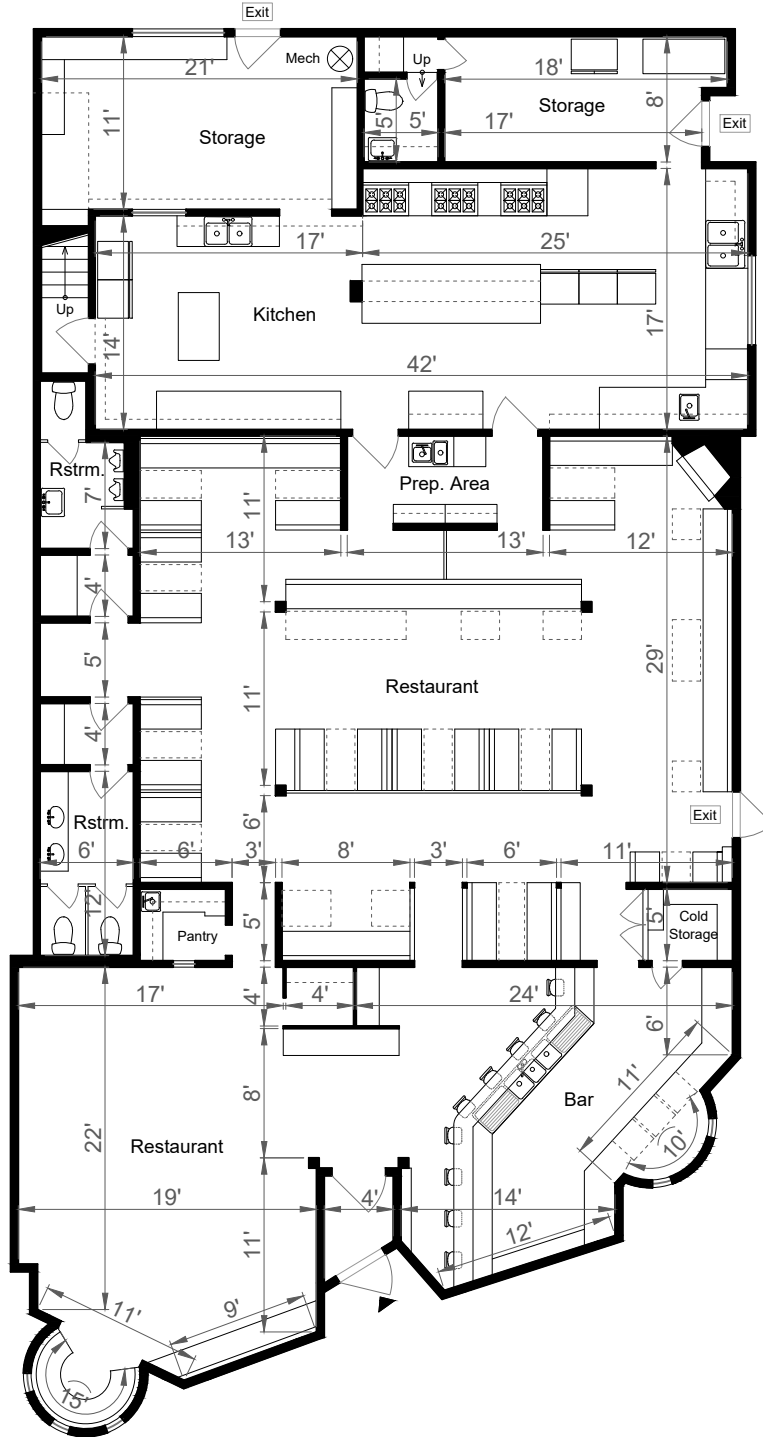 Exit
Mech
Up
21'
18'
Storage
8'
11'
5'
5'
17'
Exit
Storage
17'
25'
Up
Kitchen
14'
17'
42'
Rstrm.
7'
11'
Prep. Area
13'
13'
12'
4'
5'
11'
Restaurant
29'
4'
Rstrm.
6'
Exit
6'
6'
3'
8'
3'
6'
11'
12'
5'
Pantry
5'
Cold
Storage
17'
4'
4'
24'
6'
8'
11'
Bar
22'
Restaurant
10'
19'
4'
14'
11'
12'
11'
9'
15'